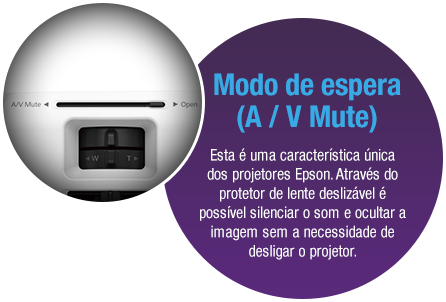 A/V Mute ◄ ► Open
◄ W T ►
Modo de espera
(A / V Mute)
Esta é uma característica única
dos projetores Epson. Através do
protetor de lente deslizável é
possível silenciar o som e ocultar a
imagem sem a necessidade de
desligar o projetor.